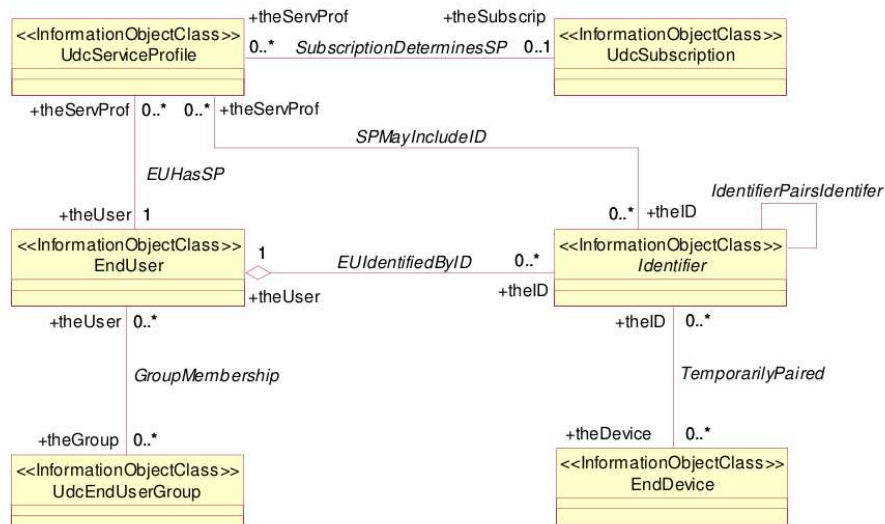 +theServProf
+theSubscrip
<<InformationObjectClass>>
UdcServiceProfile
0..*
SubscriptionDeterminesSP
0..1
<<InformationObjectClass>>
UdcSubscription
+theServProf
0..*
0..*
+theServProf
SPMayIncludeID
EUHasSP
IdentifierPairsIdentifer
+theUser
1
0..*
+theID
<<InformationObjectClass>>
EndUser
1
EUIdentifiedByID
0..*
<<InformationObjectClass>>
Identifier
+theUser
+theID
+theUser
0..*
+theID
0..*
GroupMembership
TemporarilyPaired
+theGroup
0..*
+theDevice
0..*
<<InformationObjectClass>>
UdcEndUserGroup
<<InformationObjectClass>>
EndDevice